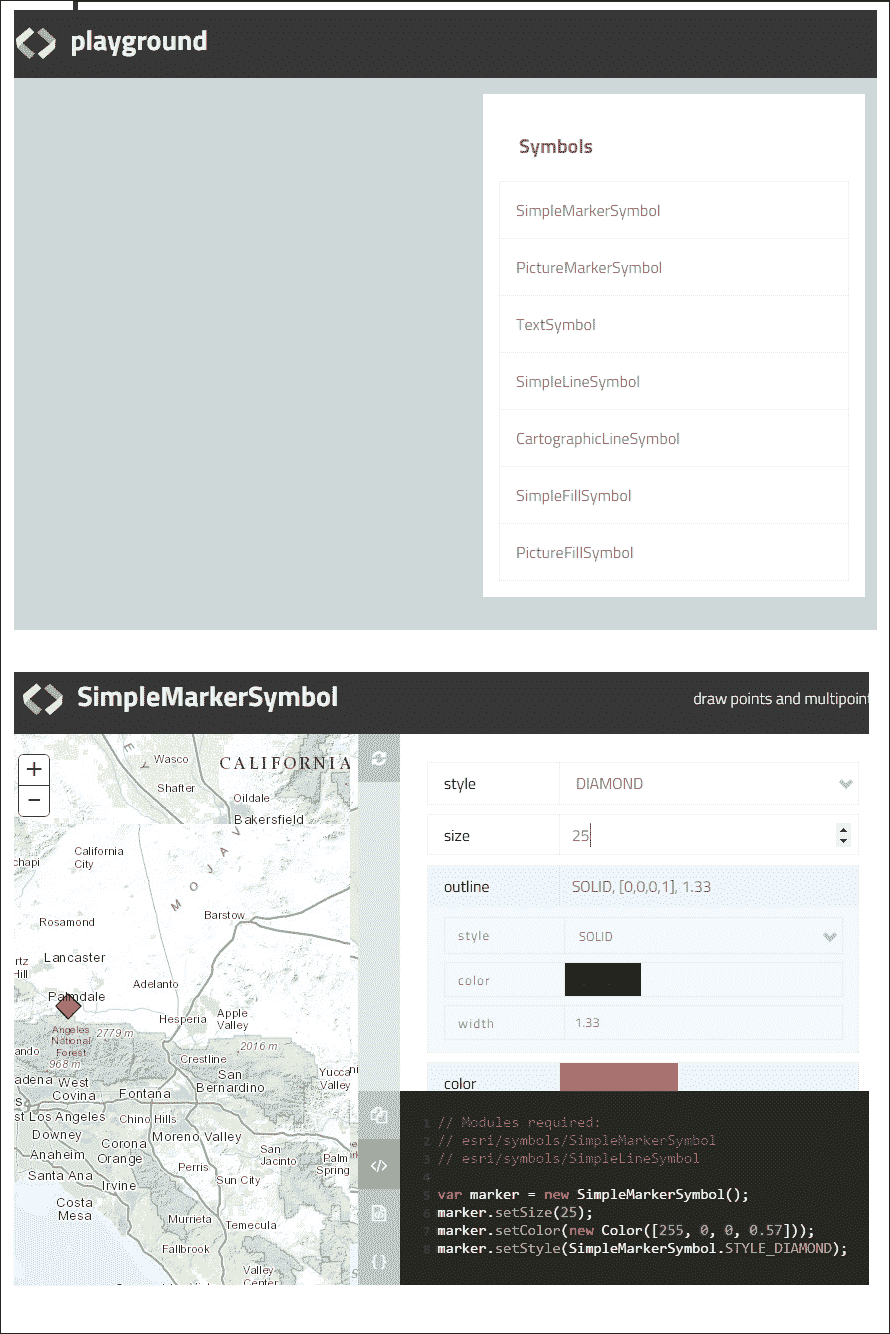 playground
Symbols
SimpleMarkerSymbol
PictureMarkerSymbol
TextSymbol
SimpleLineSymbol
CartographicLineSymbol
SimpleFillSymbol
PictureFillSymbol
SimpleMarkerSymbol
draw points and multipoint
+
−
Wasco
CALIFORNIA
Shafter
Oildale
Bakersfield
California
City
chapi
MOJAV
Rosamond
Barstow
Lancaster
rtz
Hill
Adelanto
Palmdale
Hesperia
Apple
Valley
Angeles
National
Forest
2779 m
ando
968 m
Crestline
2016 m
adena
West
Covina
San
Bernardino
Yucca
Valley
ni
Fontana
st Los Angeles
Chino Hills
Downey
Corona
Moreno Valley
Anaheim
Orange
San
Jacinto
Palm
Spring
Perris
Santa Ana
Irvine
Sun City
Costa
Mesa
Murrieta
Temecula
Fallbrook
Valley
Center
style
DIAMOND
size
25
outline
SOLID, [0,0,0,1], 1.33
style
SOLID
color
width
1.33
color
1 // Modules required:
2 // esri/symbols/SimpleMarkerSymbol
3 // esri/symbols/SimpleLineSymbol
4
5 var marker = new SimpleMarkerSymbol();
6 marker.setSize(25);
7 marker.setColor(new Color([255, 0, 0, 0.57]));
8 marker.setStyle(SimpleMarkerSymbol.STYLE_DIAMOND);